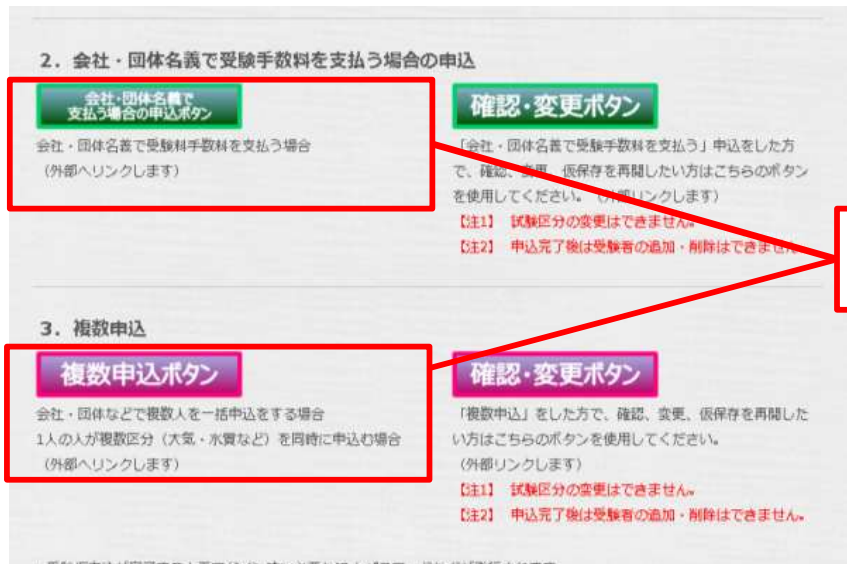 2．会社・団体名義で受験手数料を支払う場合の申込
会社・団体名義で
支払う場合の申込ボタン
会社・団体名義で受験料手数料を支払う場合
（外部へリンクします）
確認・変更ボタン
「会社・団体名義で受験手数料を支払う」申込をした方
で、確認、変更、仮保存を再開したい方はこちらのボタン
を使用してください。（外部リンクします）
【注1】 試験区分の変更はできません。
【注2】 申込完了後は受験者の追加・削除はできません。
3．複数申込
複数申込ボタン
会社・団体などで複数人を一括申込をする場合
1人の人が複数区分（大気・水質など）を同時に申込む場合
（外部へリンクします）
確認・変更ボタン
「複数申込」をした方で、確認、変更、仮保存を再開した
い方はこちらのボタンを使用してください。
（外部リンクします）
【注1】 試験区分の変更はできません。
【注2】 申込完了後は受験者の追加・削除はできません。